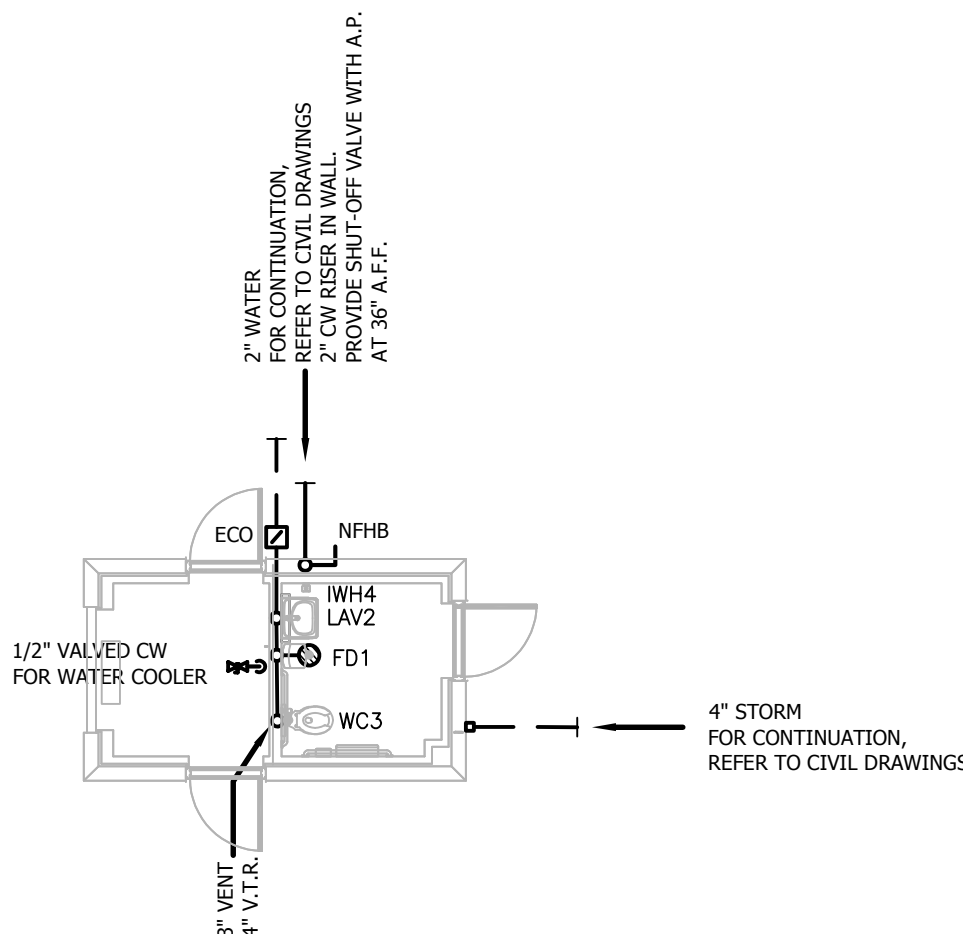 2" WATER
FOR CONTINUATION,
REFER TO CIVIL DRAWINGS
2" CW RISER IN WALL.
PROVIDE SHUT-OFF VALVE WITH A.P.
AT 36" A.F.F.
ECO
NFHB
IWH4
LAV2
1/2" VALVED CW
FOR WATER COOLER
FD1
WC3
4" STORM
FOR CONTINUATION,
REFER TO CIVIL DRAWINGS
3" VENT
4" V.T.R.